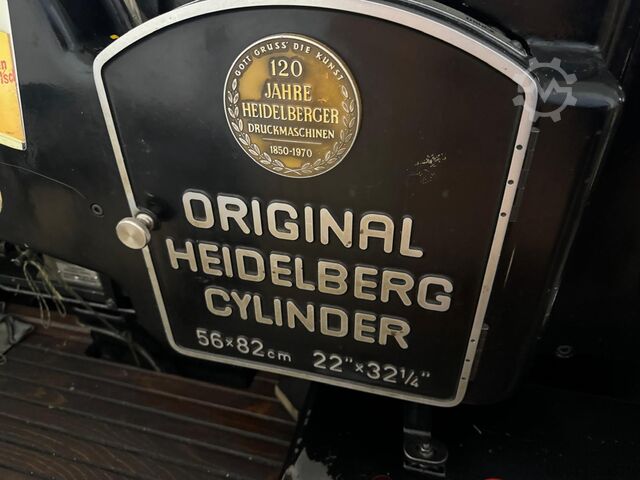 GOTT GRUSS' DIE KUNST
120
JAHRE
HEIDELBERGER
DRUCKMASCHINEN
1850-1970
ORIGINAL
HEIDELBERG
CYLINDER
56×82cm 22"×32¼"